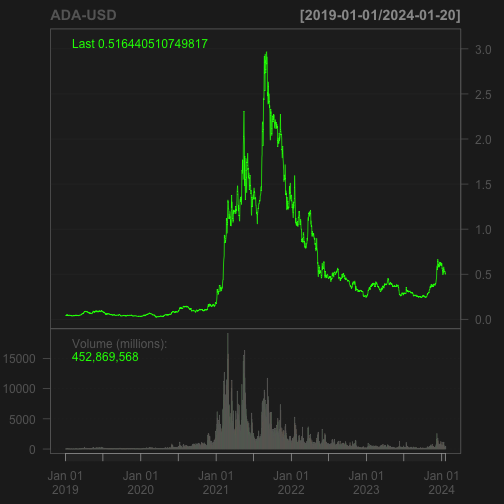 ADA-USD [2019-01-01/2024-01-20]
Last 0.516440510749817
3.0
2.5
2.0
1.5
1.0
0.5
0.0
Volume (millions):
452,869,568
15000
10000
5000
0
Jan 01 Jan 01 Jan 01 Jan 01 Jan 01 Jan 01
2019 2020 2021 2022 2023 2024